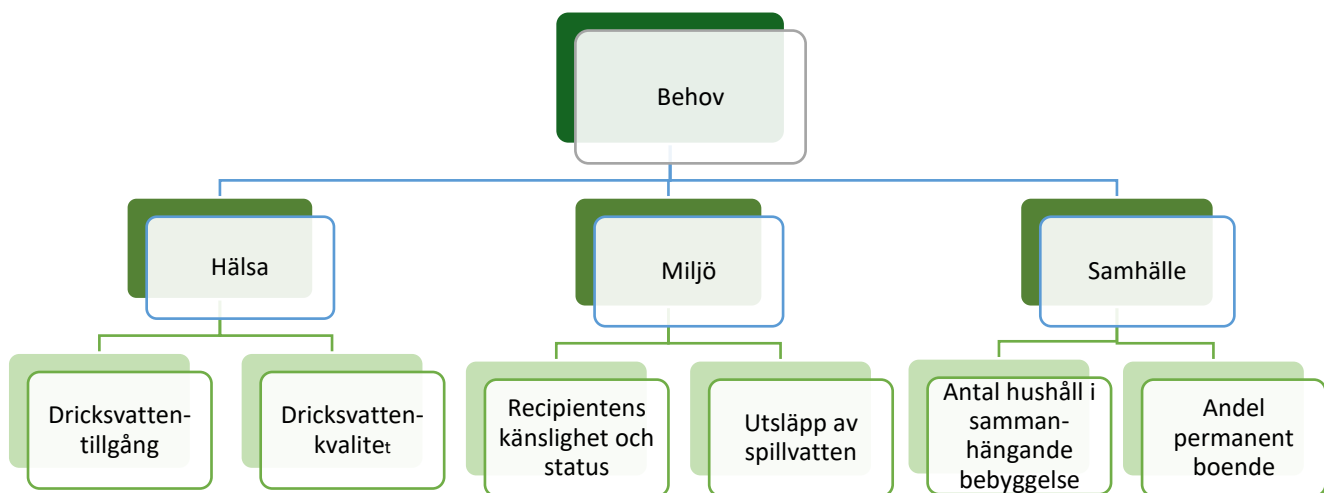 Behov
Hälsa
Miljö
Samhälle
Dricksvatten-
tillgång
Dricksvatten-
kvalitet
Recipientens
känslighet och
status
Utsläpp av
spillvatten
Antal hushåll i
samman-
hängande
bebyggelse
Andel
permanent
boende